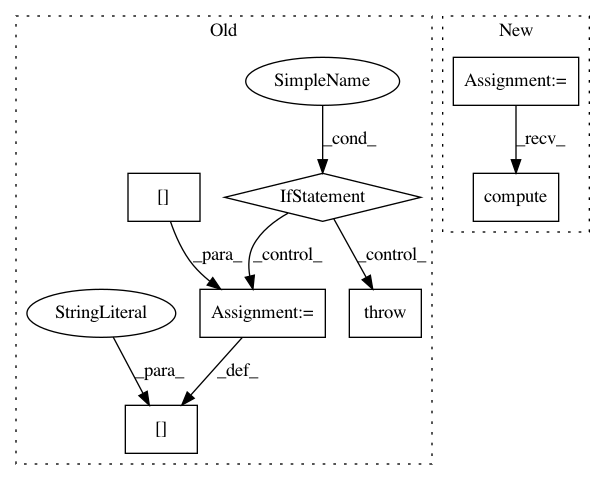 Old
New
SimpleName
Assignment:=
_cond_
_recv_
[]
IfStatement
compute
_para_
_control_
_control_
StringLiteral
Assignment:=
throw
_para_
_def_
[]